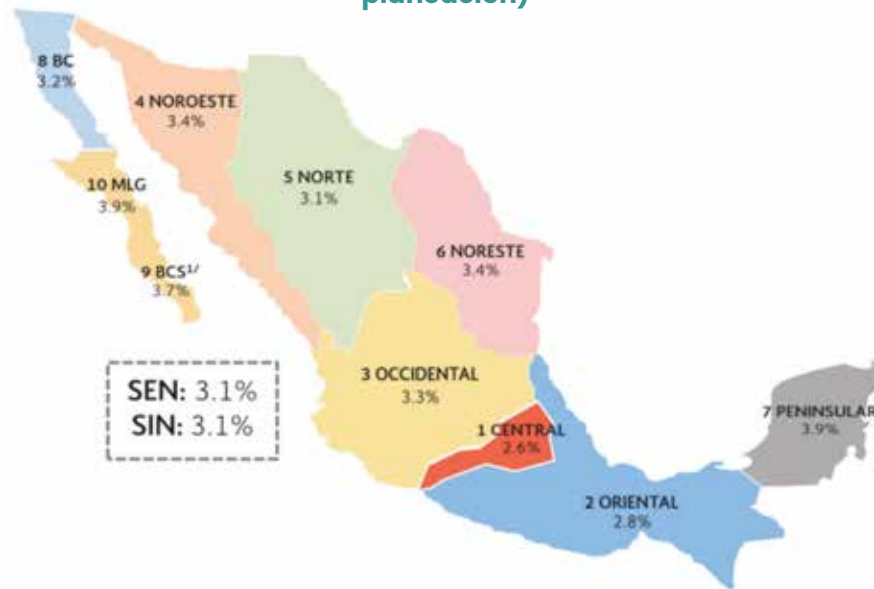 planeación)
8 BC
3.2%
4 NOROESTE
3.4%
5 NORTE
3.1%
10 MLG
3.9%
6 NORESTE
3.4%
9 BCS1/
3.7%
SEN: 3.1%
SIN: 3.1%
3 OCCIDENTAL
3.3%
1 CENTRAL
2.6%
7 PENINSULAR
3.9%
2 ORIENTAL
2.8%